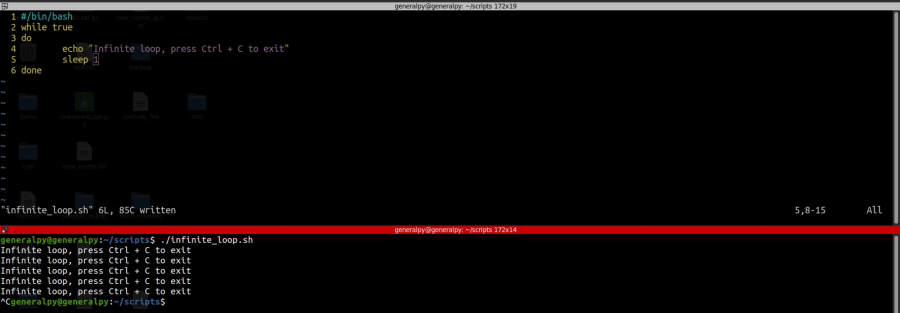 generalpy@generalpy: ~/scripts 172x19
1 #/bin/bash
2 while true
3 do
4 echo "Infinite loop, press Ctrl + C to exit"
5 sleep 1
6 done
~
~
~
~
~
~
~
~
~
~
~
~
"infinite_loop.sh" 6L, 85C written 5,8-15 All
generalpy@generalpy: ~/scripts 172x14
generalpy@generalpy:~/scripts$ ./infinite_loop.sh
Infinite loop, press Ctrl + C to exit
Infinite loop, press Ctrl + C to exit
Infinite loop, press Ctrl + C to exit
Infinite loop, press Ctrl + C to exit
Infinite loop, press Ctrl + C to exit
^Cgeneralpy@generalpy:~/scripts$